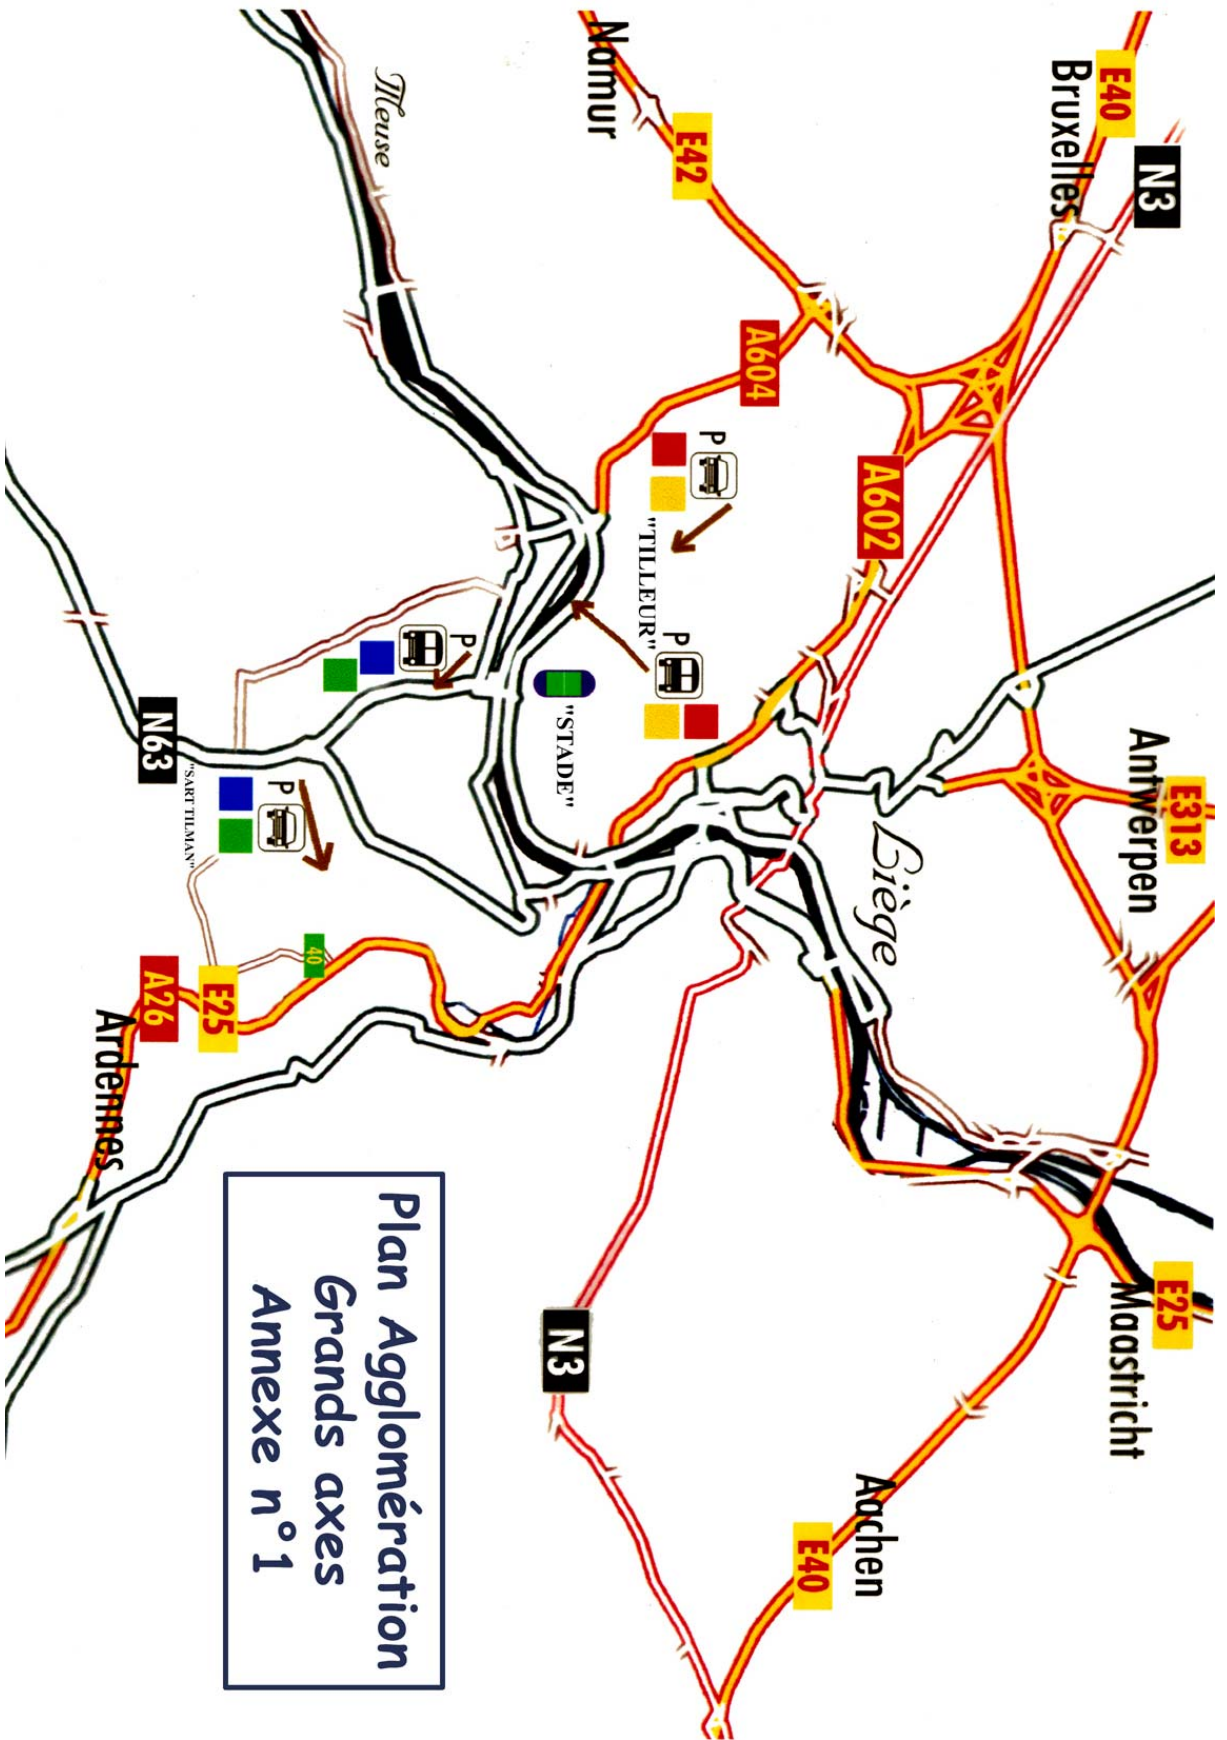 E40
Bruxelles
N3
Antwerpen
E313
E25
Maastricht
Namur
E42
A604
A602
Liège
Aachen
E40
Meuse
P
"TILLEUR"
P
"STADE"
N3
P
N63
P
"SART TILMAN"
40
E25
A26
Ardennes
Plan Agglomération
Grands axes
Annexe n°1